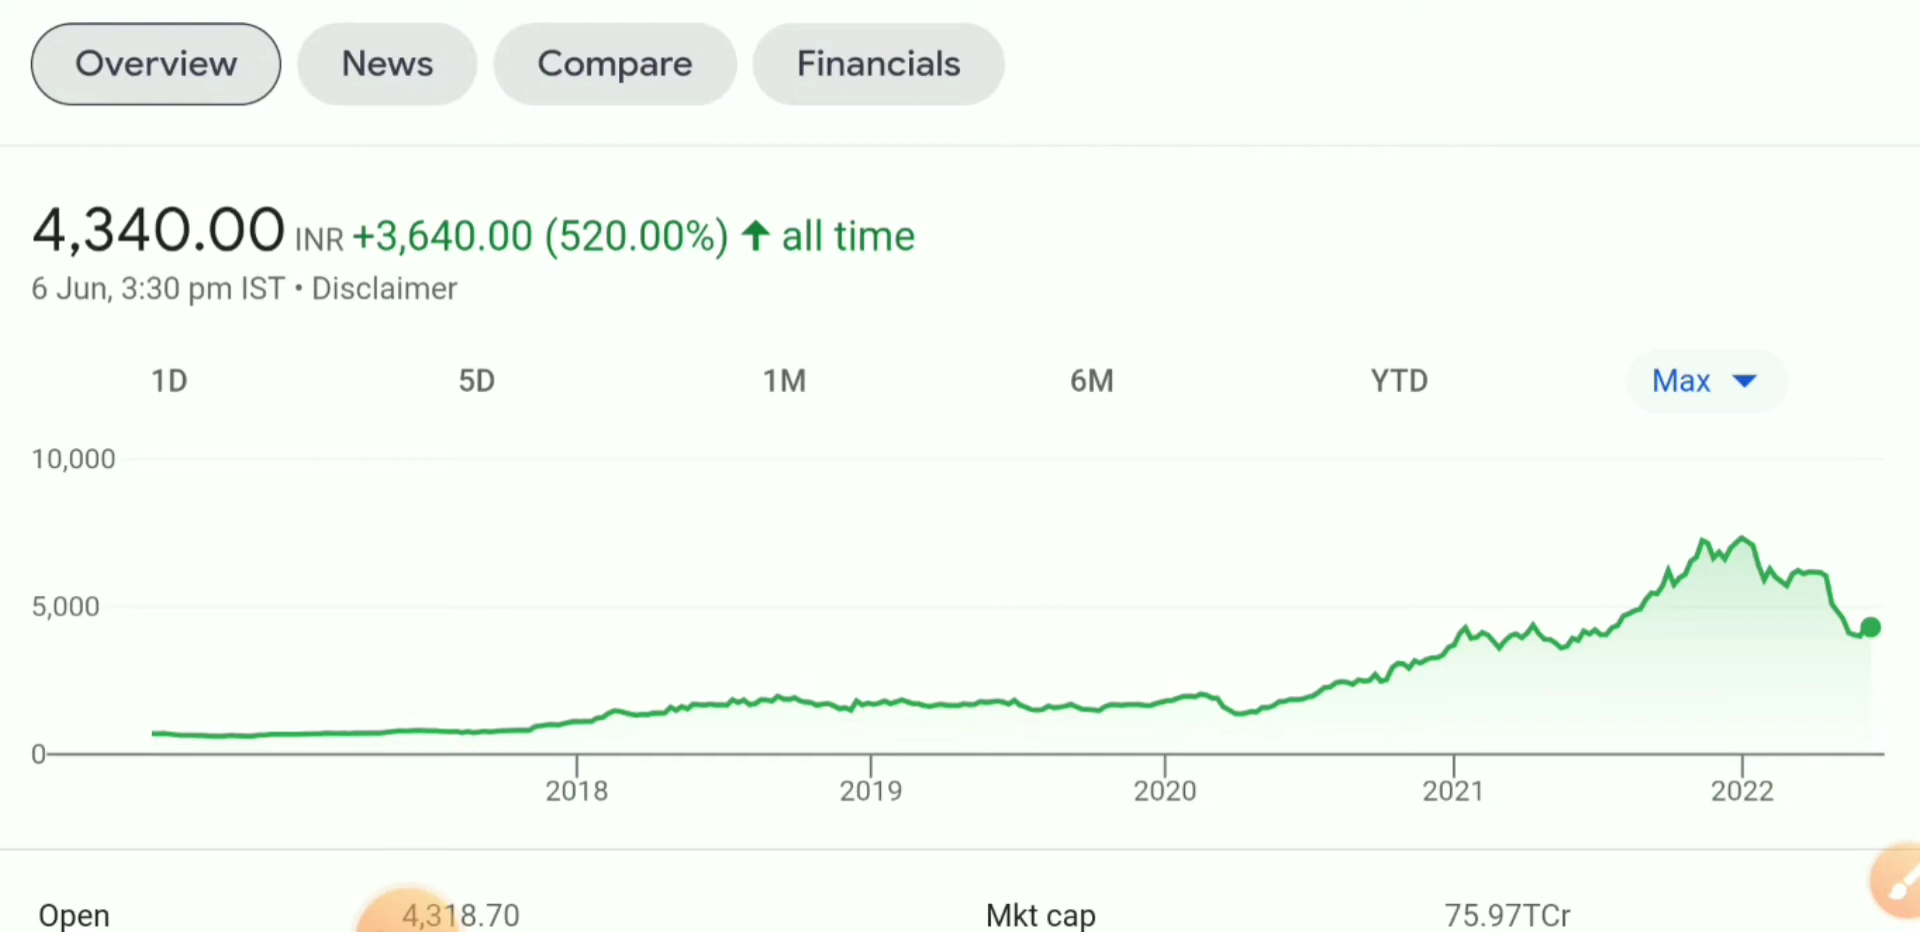 Overview News Compare Financials
4,340.00 INR +3,640.00 (520.00%) ↑ all time
6 Jun, 3:30 pm IST • Disclaimer
1D 5D 1M 6M YTD Max
10,000
5,000
0
2018 2019 2020 2021 2022
Open 4,318.70 Mkt cap 75.97TCr